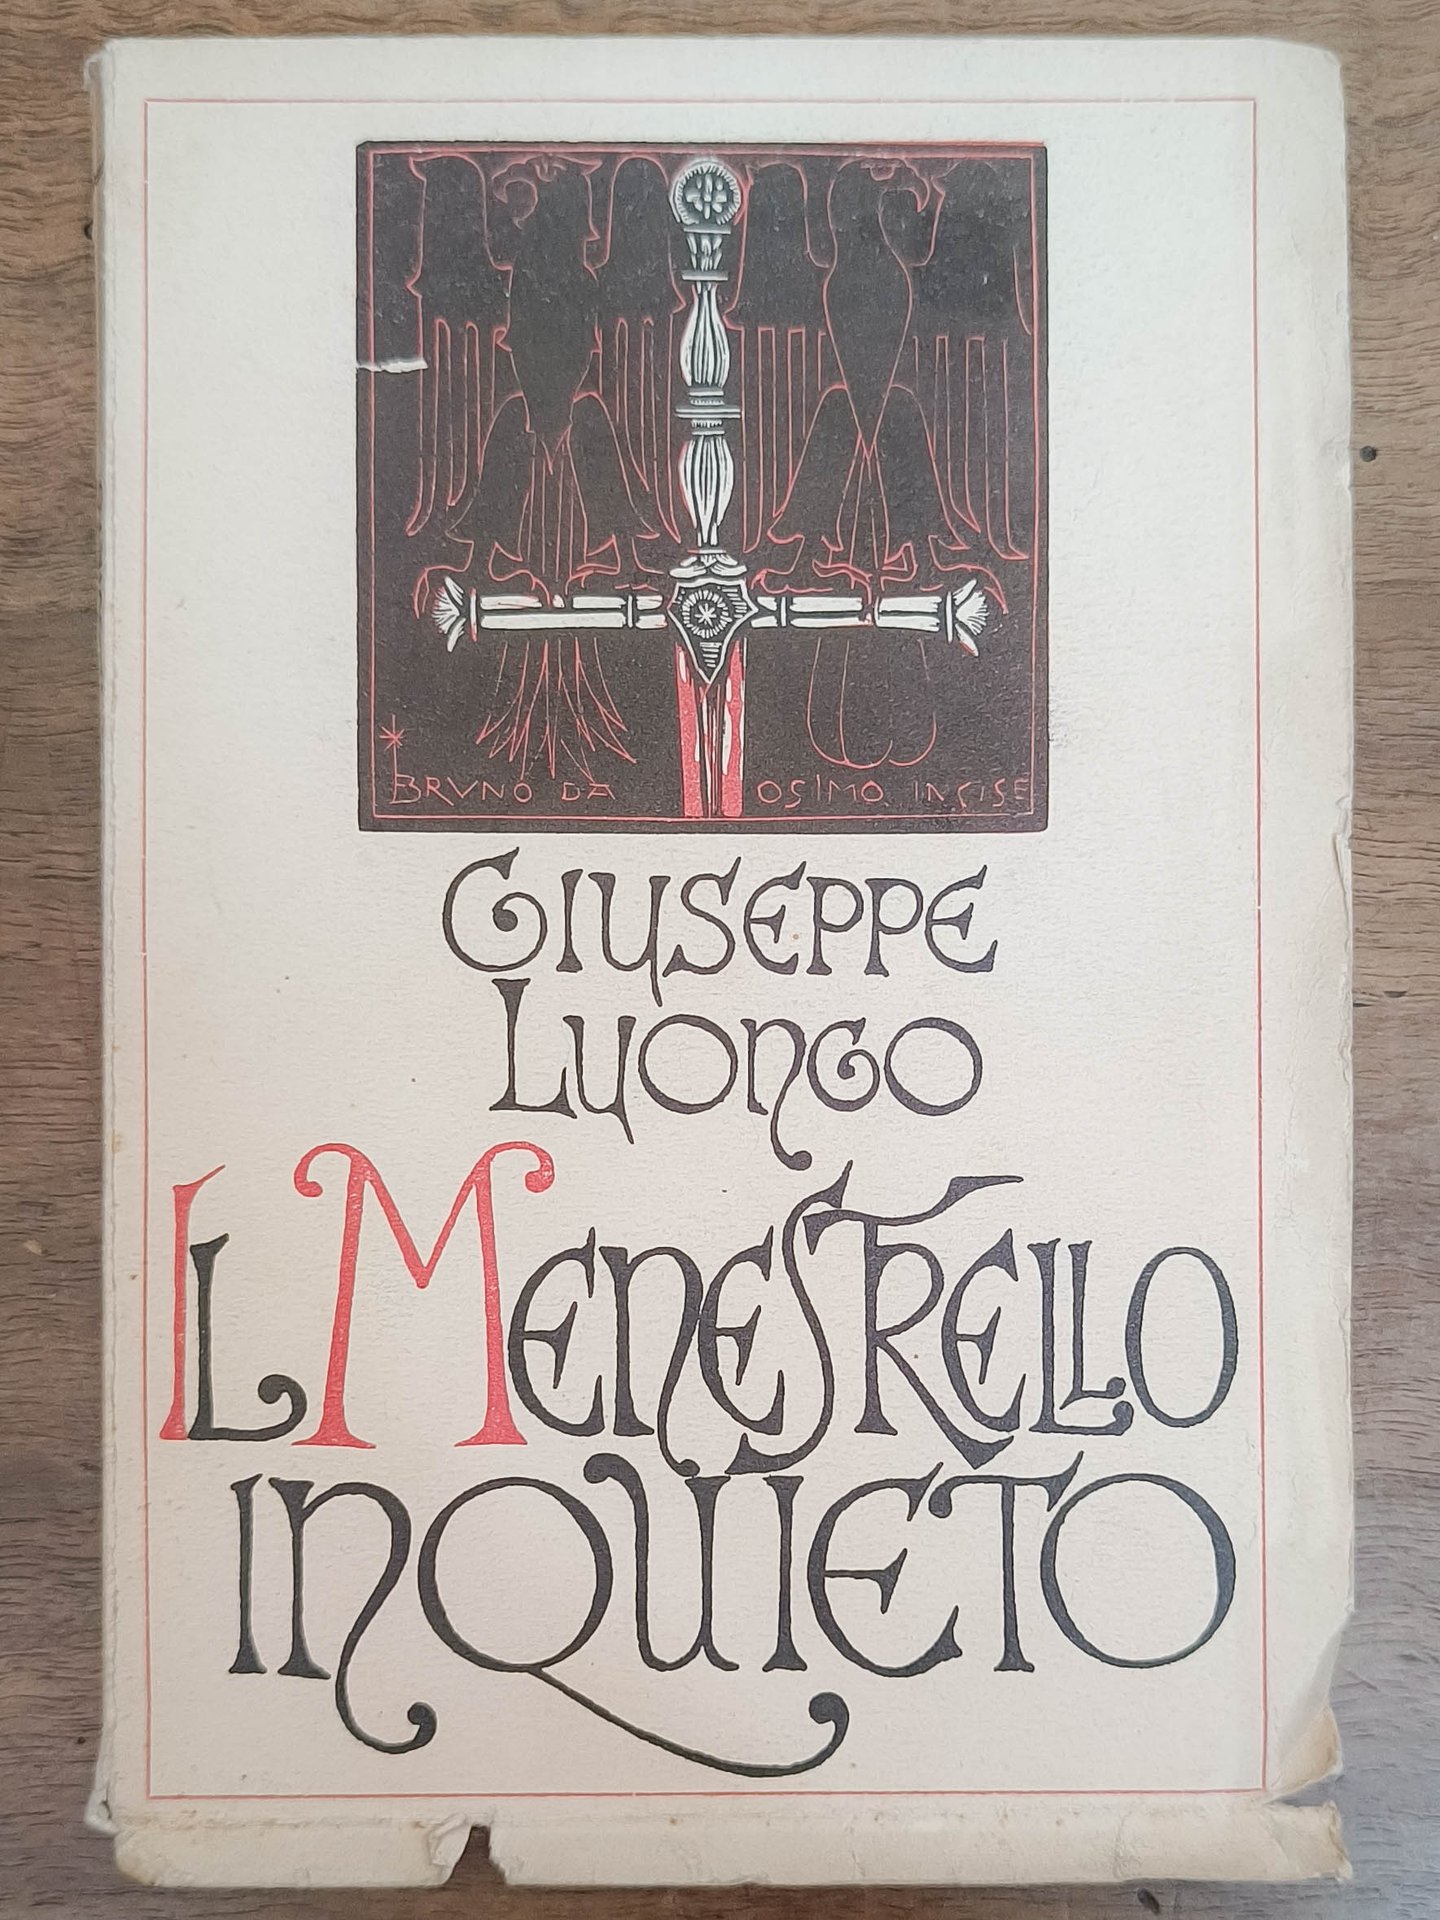 BRVNO DA OSIMO INCISE
GIUSEPPE
LUONGO
IL MENESTRELLO
INQUIETO